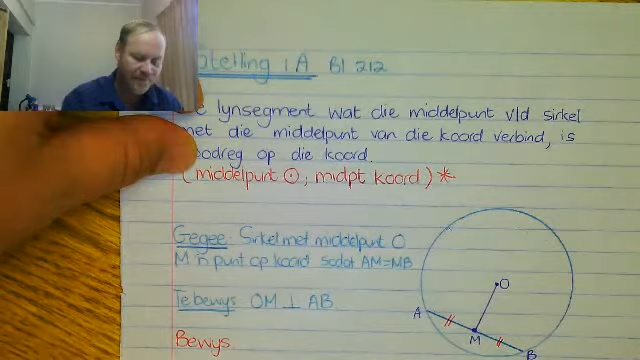 telling 1A Bl 212
lynsegment wat die middelpunt v/d sirkel
met die middelpunt van die koord verbind, is
loodreg op die koord.
(middelpunt ⊙, midpt koord) *
Gegee: Sirkel met middelpunt O
M 'n punt op koord sodat AM=MB
Te bewys OM ⊥ AB
Bewys
O
A
M
B